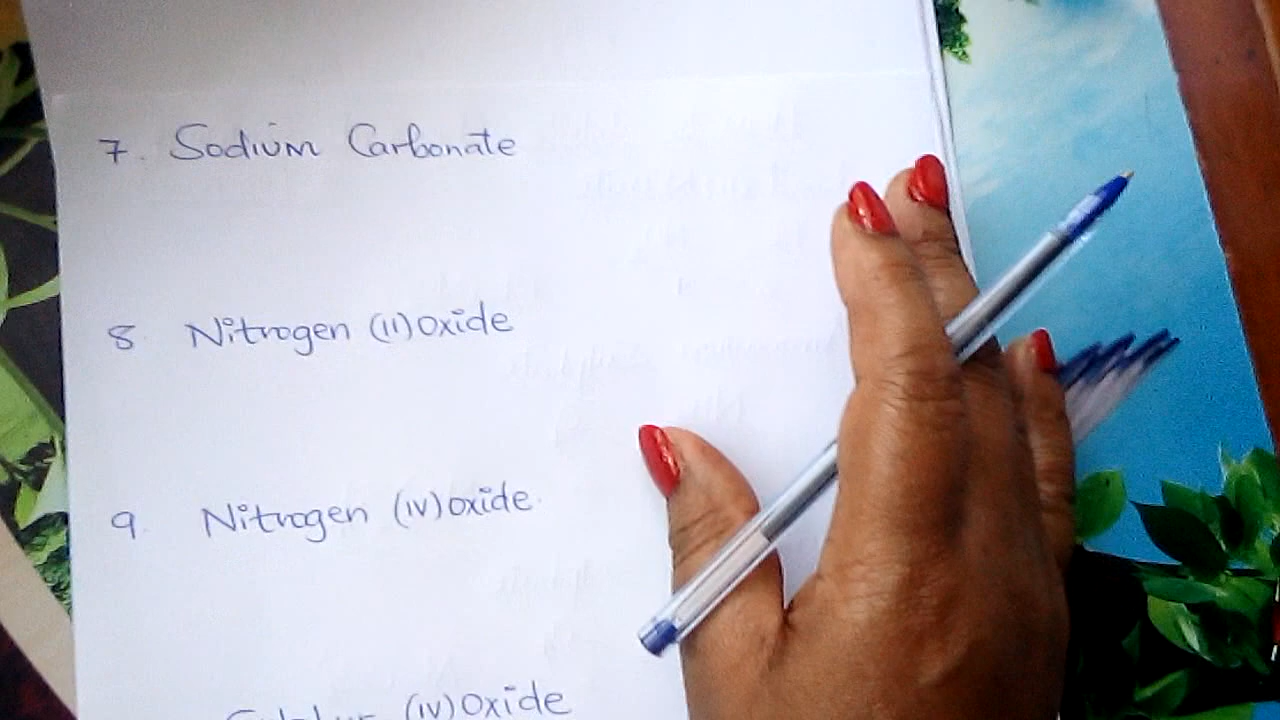 7. Sodium Carbonate
8 Nitrogen (II) Oxide
9. Nitrogen (IV) Oxide.
(IV) Oxide